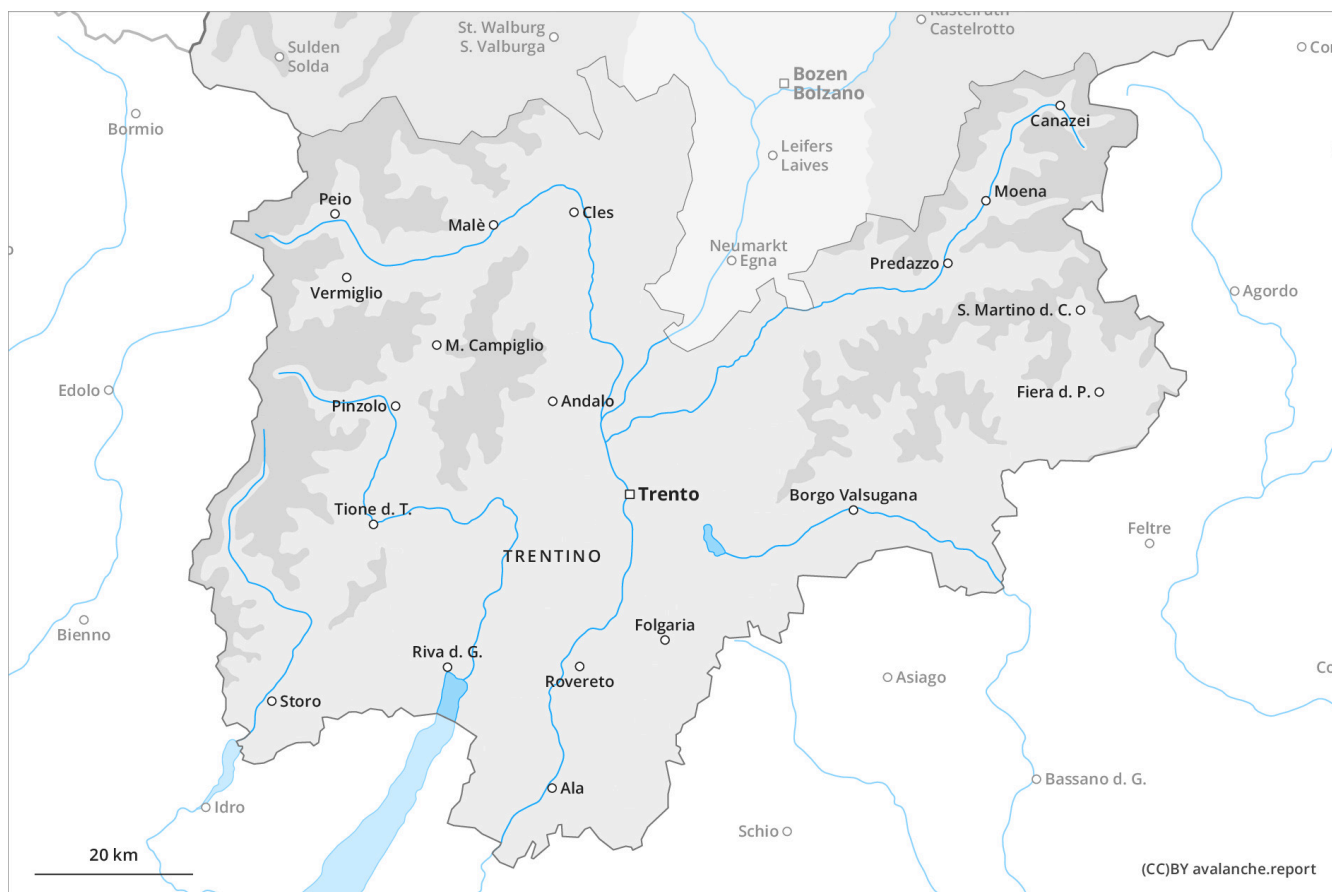 St. Walburg
S. Valburga
Castelrotto
Sulden
Solda
Bozen
Bolzano
Bormio
Canazei
Leifers
Laives
Moena
Peio
Malè
Cles
Neumarkt
Egna
Predazzo
Vermiglio
Agordo
S. Martino d. C.
M. Campiglio
Edolo
Pinzolo
Andalo
Fiera d. P.
Trento
Borgo Valsugana
Tione d. T.
Feltre
TRENTINO
Bienno
Folgaria
Riva d. G.
Rovereto
Asiago
Storo
Bassano d. G.
Ala
Idro
Schio
20 km
(CC)BY avalanche.report